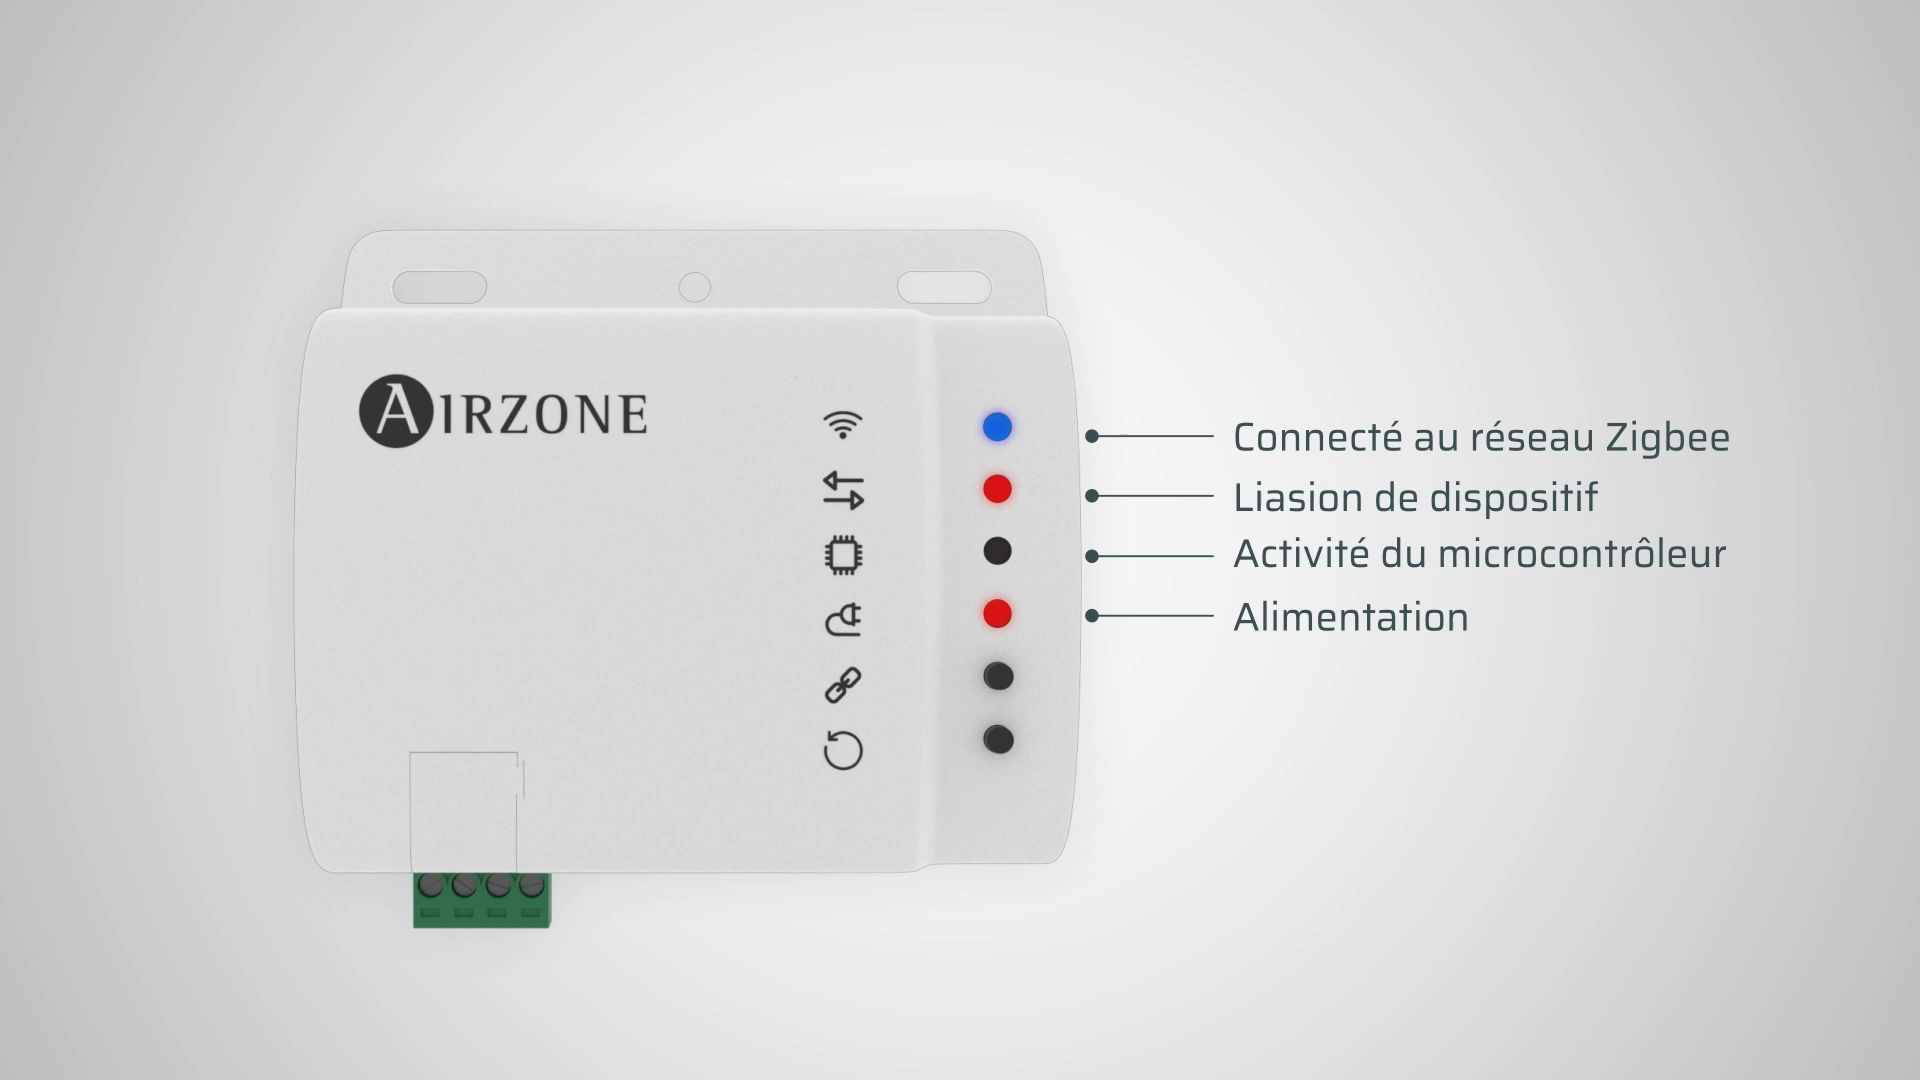 AIRZONE
Connecté au réseau Zigbee
Liasion de dispositif
Activité du microcontrôleur
Alimentation